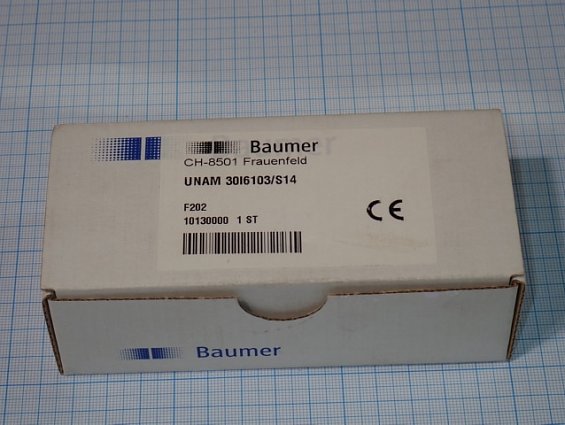 Baumer
CH-8501 Frauenfeld
UNAM 30I6103/S14
F202
10130000 1 ST
CE
Baumer